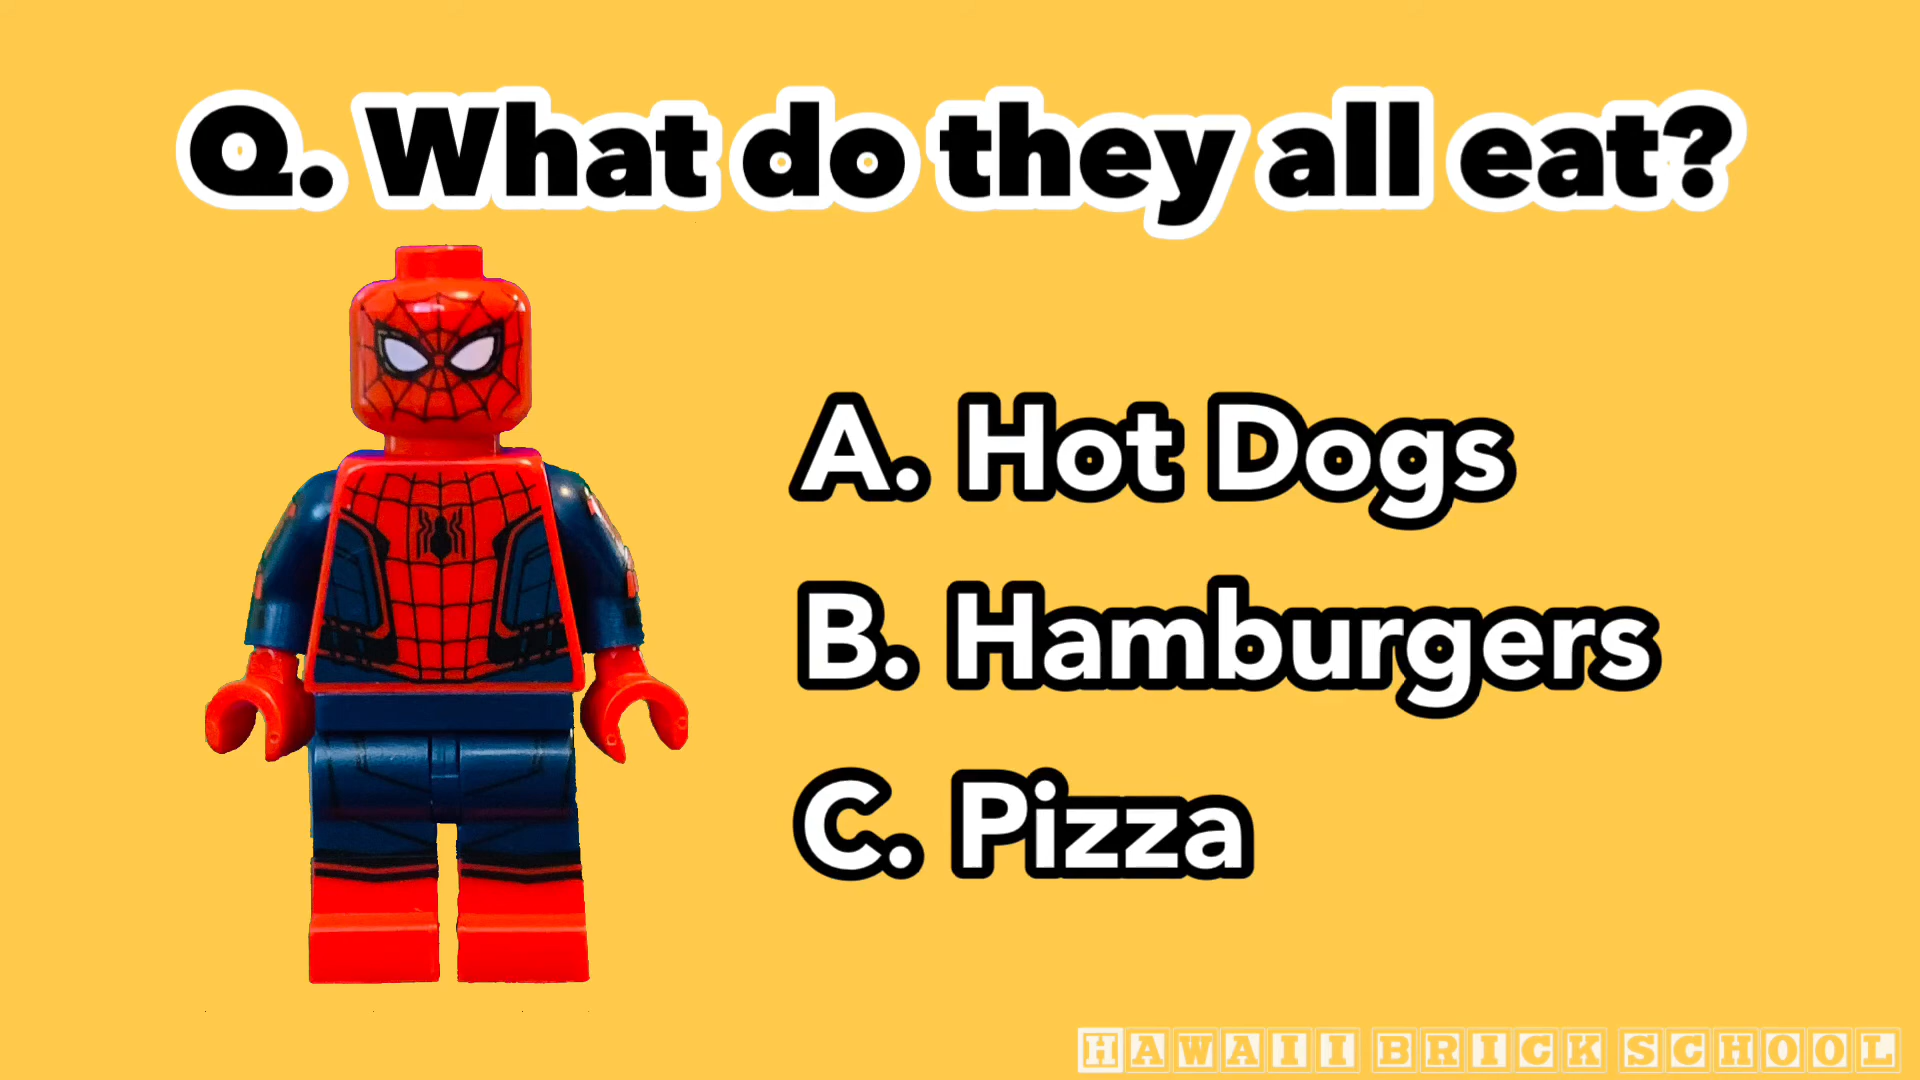 Q. What do they all eat?
A. Hot Dogs
B. Hamburgers
C. Pizza
HAWAII BRICK SCHOOL